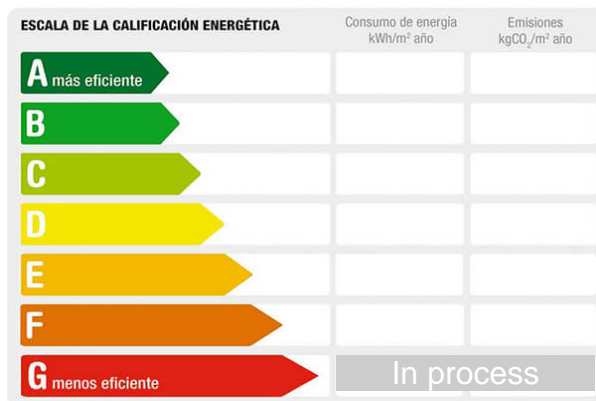 ESCALA DE LA CALIFICACIÓN ENERGÉTICA
Consumo de energía
kWh/m² año
Emisiones
kgCO₂/m² año
A más eficiente
B
C
D
E
F
G menos eficiente
In process